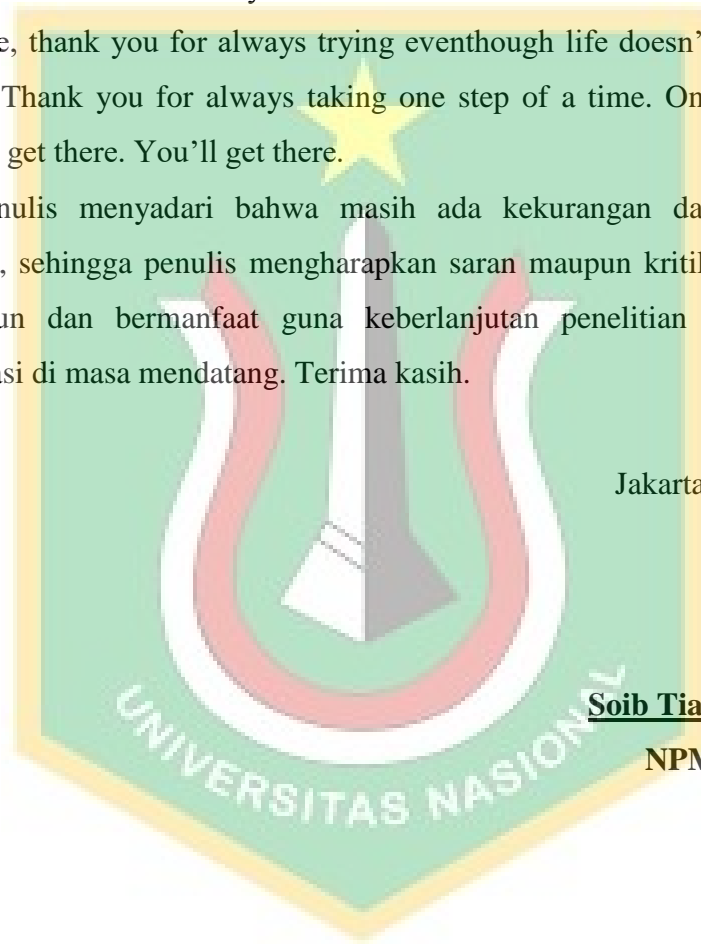 e, thank you for always trying eventhough life doesn'
Thank you for always taking one step of a time. On
get there. You'll get there.
nulis menyadari bahwa masih ada kekurangan da
, sehingga penulis mengharapkan saran maupun kritik
un dan bermanfaat guna keberlanjutan penelitian
asi di masa mendatang. Terima kasih.
Jakarta
Soib Tia
NPM
UNIVERSITAS NASIONAL